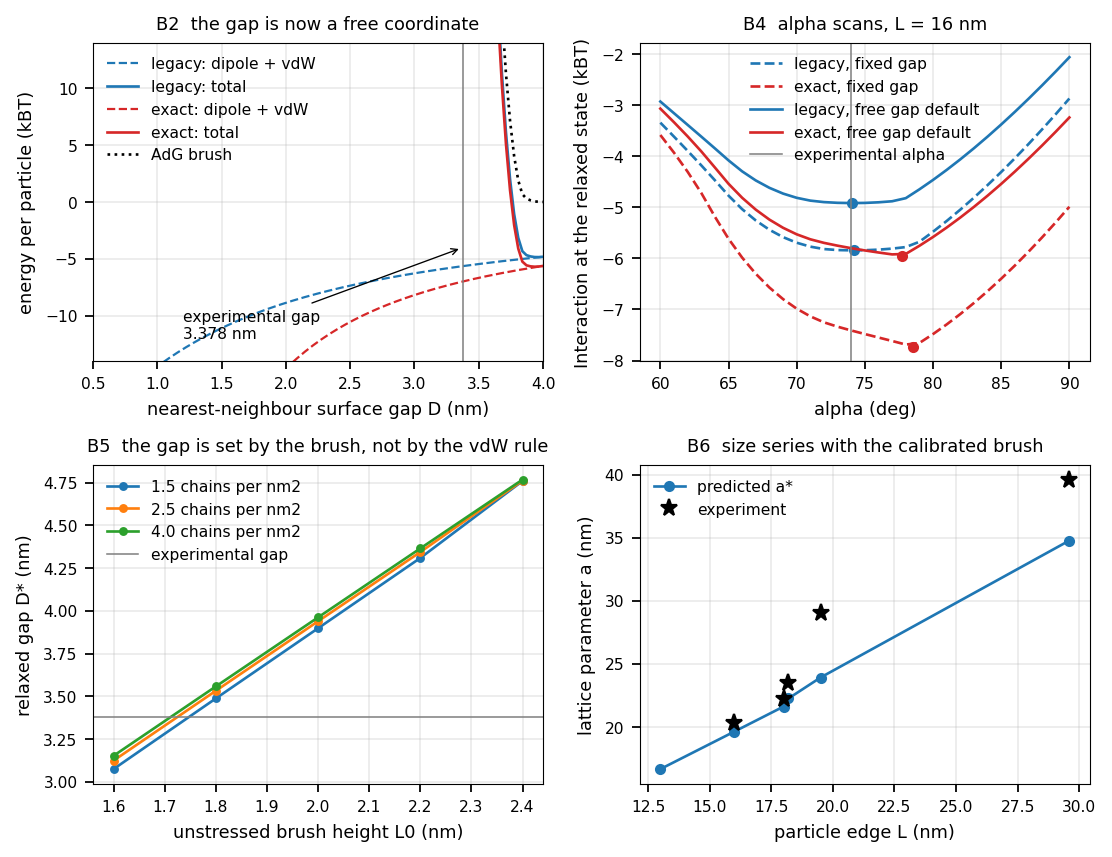 B2  the gap is now a free coordinate
energy per particle (kBT)
10
5
0
−5
−10
legacy: dipole + vdW
legacy: total
exact: dipole + vdW
exact: total
AdG brush
experimental gap
3.378 nm
0.5 1.0 1.5 2.0 2.5 3.0 3.5 4.0
nearest-neighbour surface gap D (nm)
B4  alpha scans, L = 16 nm
Interaction at the relaxed state (kBT)
−2
−3
−4
−5
−6
−7
−8
legacy, fixed gap
exact, fixed gap
legacy, free gap default
exact, free gap default
experimental alpha
60 65 70 75 80 85 90
alpha (deg)
B5  the gap is set by the brush, not by the vdW rule
relaxed gap D* (nm)
4.75
4.50
4.25
4.00
3.75
3.50
3.25
3.00
1.5 chains per nm2
2.5 chains per nm2
4.0 chains per nm2
experimental gap
1.6 1.7 1.8 1.9 2.0 2.1 2.2 2.3 2.4
unstressed brush height L0 (nm)
B6  size series with the calibrated brush
lattice parameter a (nm)
40
35
30
25
20
predicted a*
experiment
12.5 15.0 17.5 20.0 22.5 25.0 27.5 30.0
particle edge L (nm)